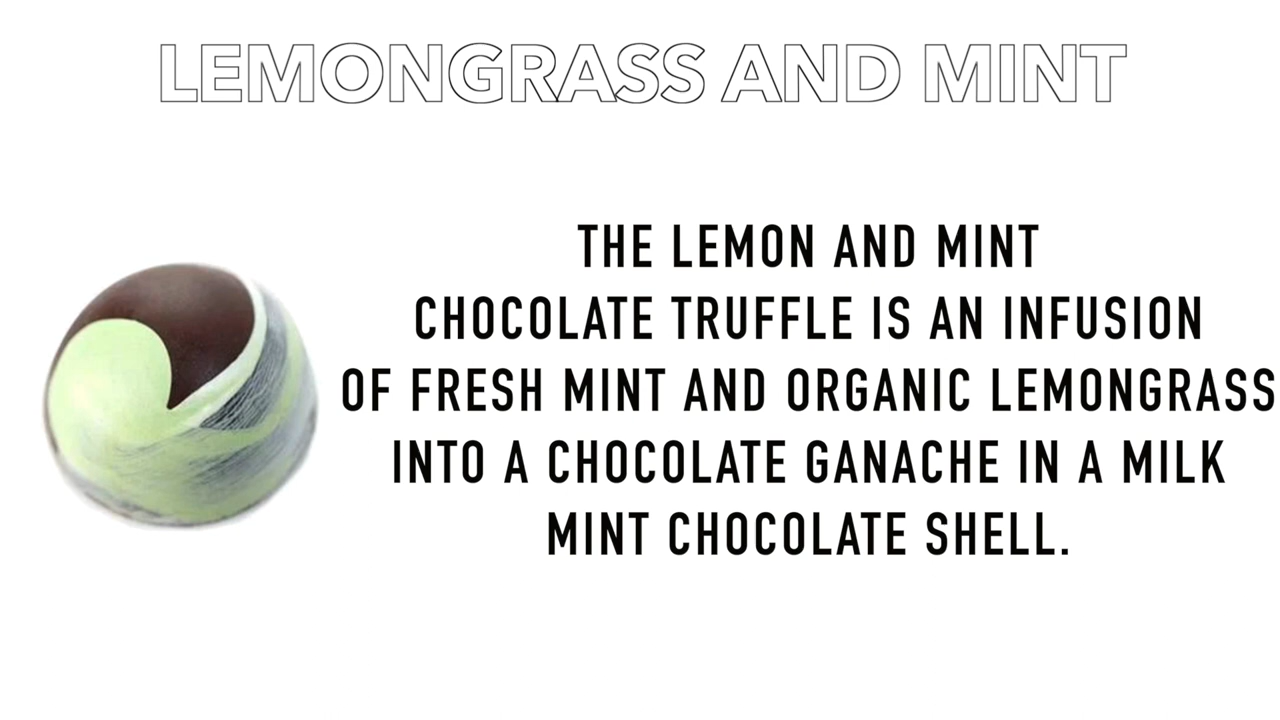 LEMONGRASS AND MINT
THE LEMON AND MINT
CHOCOLATE TRUFFLE IS AN INFUSION
OF FRESH MINT AND ORGANIC LEMONGRASS
INTO A CHOCOLATE GANACHE IN A MILK
MINT CHOCOLATE SHELL.